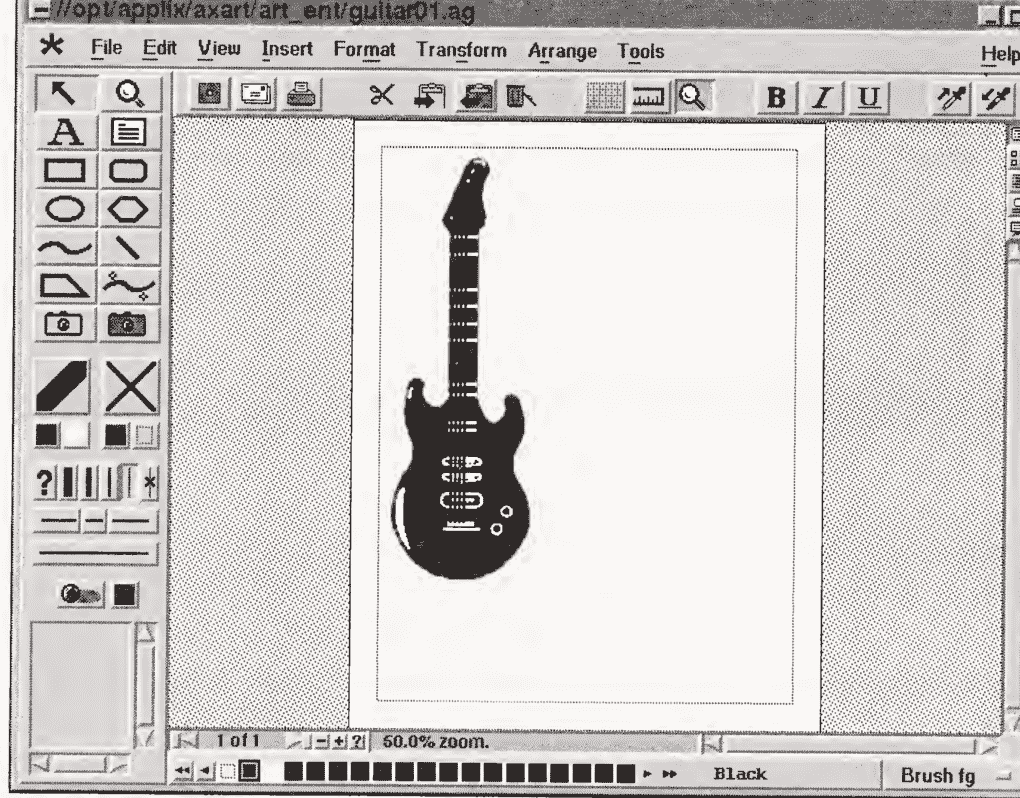 //opt/applix/axart/art_ent/guitar01.ag
* File Edit View Insert Format Transform Arrange Tools Help
B I U
A
?
1 of 1 - + ? 50.0% zoom.
Black Brush fg